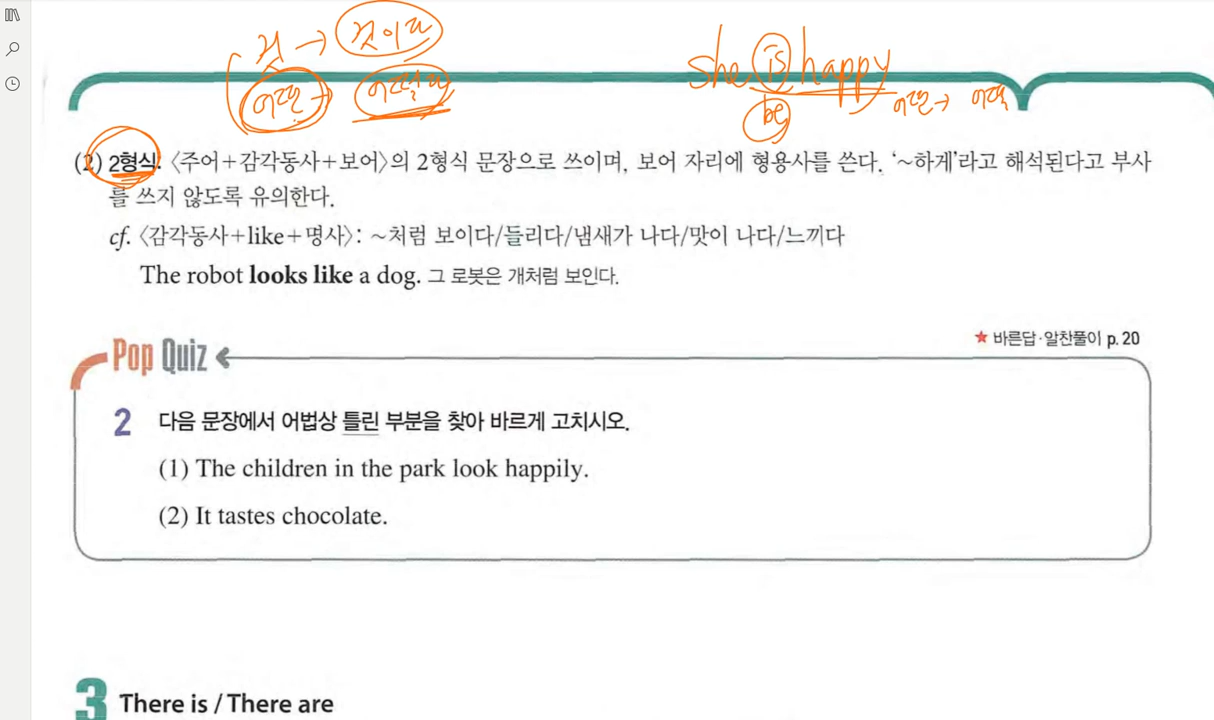 것 → 것이다
어떤 → 어떻다
she is happy
be
(2) 2형식: 〈주어+감각동사+보어〉의 2형식 문장으로 쓰이며, 보어 자리에 형용사를 쓴다. ‘~하게’라고 해석된다고 부사
를 쓰지 않도록 유의한다.
cf. 〈감각동사+like+명사〉: ~처럼 보이다/들리다/냄새가 나다/맛이 나다/느끼다
The robot looks like a dog. 그 로봇은 개처럼 보인다.
★ 바른답·알찬풀이 p. 20
Pop Quiz
2 다음 문장에서 어법상 틀린 부분을 찾아 바르게 고치시오.
(1) The children in the park look happily.
(2) It tastes chocolate.
3 There is / There are